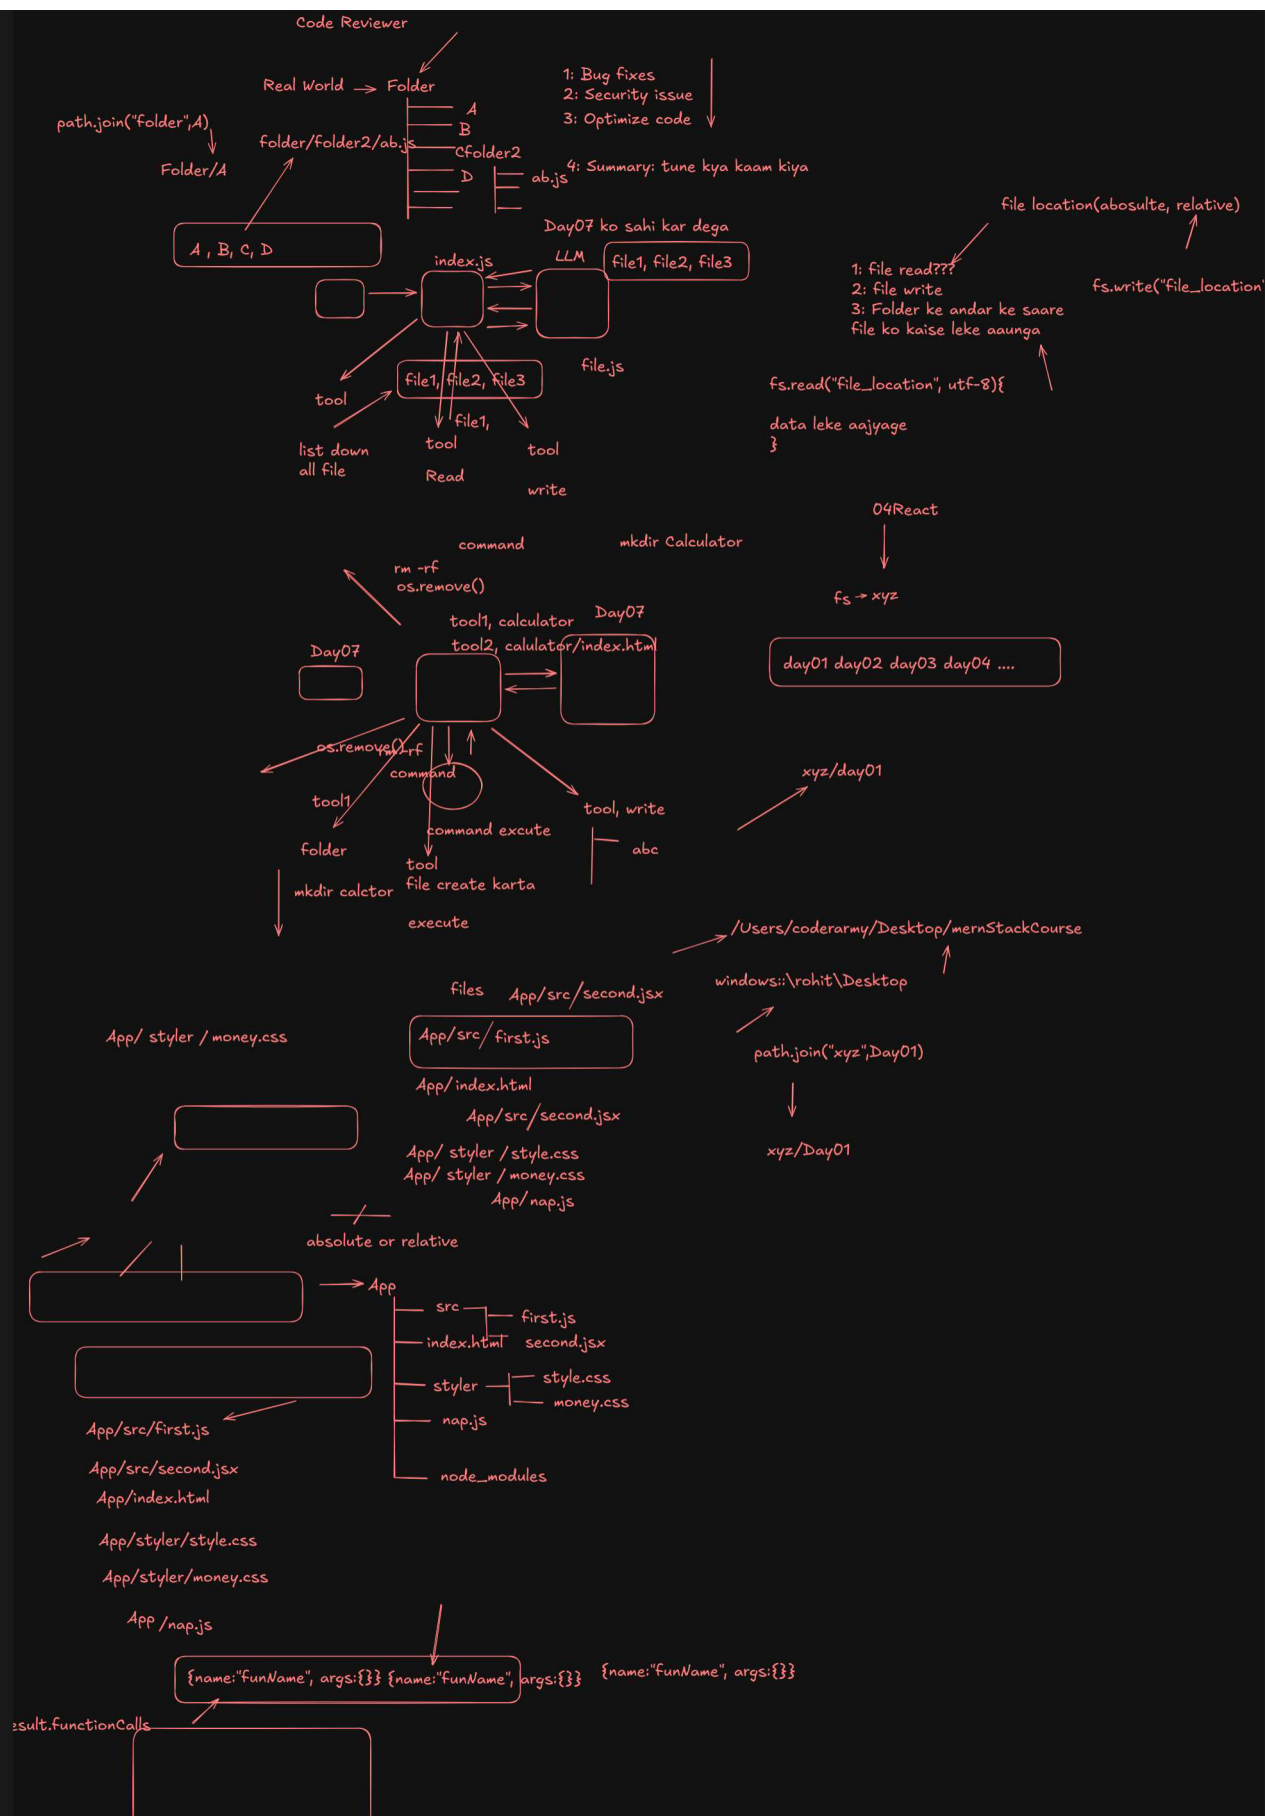 Code Reviewer
Real World
Folder
1: Bug fixes
2: Security issue
3: Optimize code
A
B
path.join("folder",A)
folder/folder2/ab.js
Cfolder2
Folder/A
D
ab.js
4: Summary: tune kya kaam kiya
file location(abosulte, relative)
Day07 ko sahi kar dega
A , B, C, D
index.js
LLM
file1, file2, file3
1: file read???
2: file write
3: Folder ke andar ke saare
file ko kaise leke aaunga
fs.write("file_location"
file.js
file1, file2, file3
fs.read("file_location", utf-8){
data leke aajyage
}
tool
file1,
tool
tool
list down
all file
Read
write
04React
command
mkdir Calculator
rm -rf
os.remove()
fs
xyz
Day07
tool1, calculator
tool2, calulator/index.html
Day07
day01 day02 day03 day04 ....
os.remove()
rm -rf
command
xyz/day01
tool1
tool, write
command excute
folder
abc
tool
file create karta
mkdir calctor
execute
/Users/coderarmy/Desktop/mernStackCourse
windows::\rohit\Desktop
files
App/src/second.jsx
App/ styler / money.css
App/src/ first.js
path.join("xyz",Day01)
App/ index.html
App/src/second.jsx
App/ styler / style.css
App/ styler / money.css
App/ nap.js
xyz/Day01
absolute or relative
App
src
first.js
index.html
second.jsx
styler
style.css
money.css
nap.js
node_modules
App/src/first.js
App/src/second.jsx
App/index.html
App/styler/style.css
App/styler/money.css
App /nap.js
{name:"funName", args:{}} {name:"funName", args:{}}
{name:"funName", args:{}}
esult.functionCalls